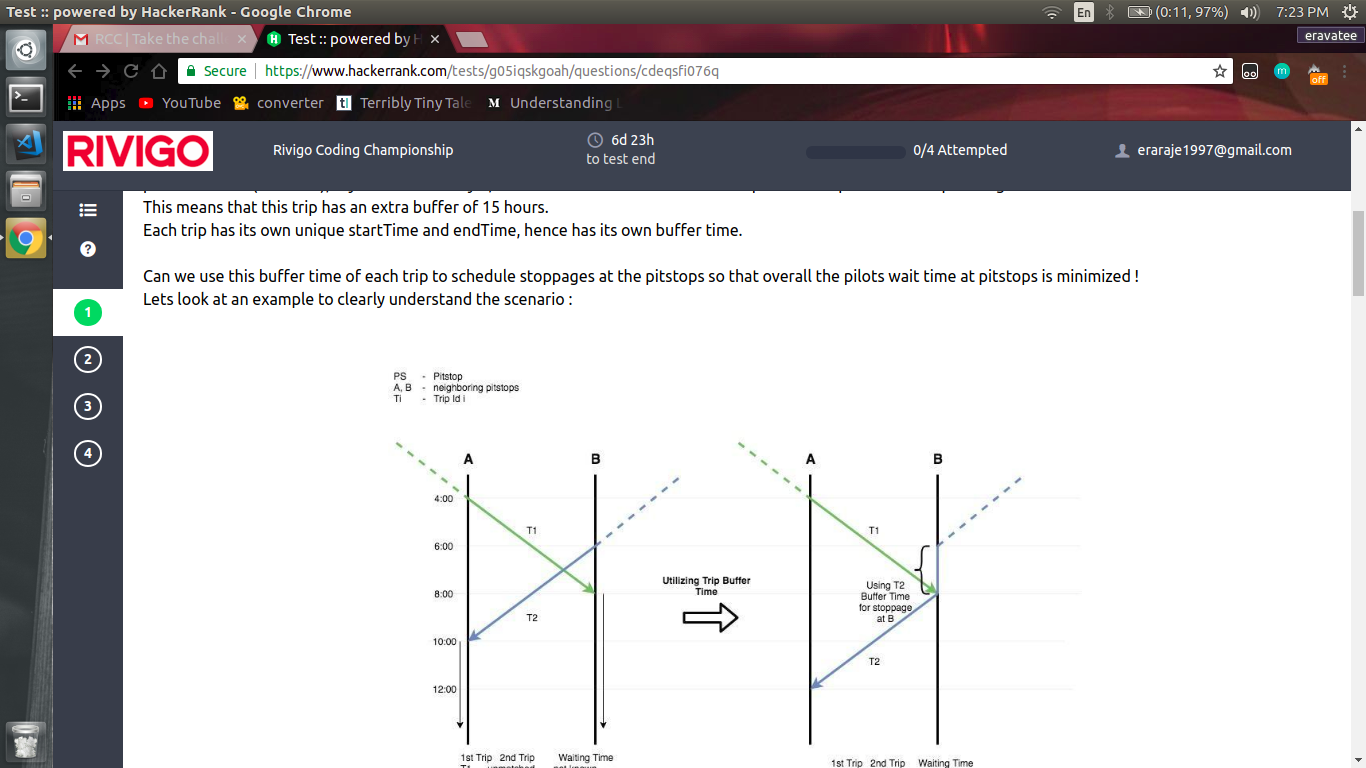 Test :: powered by HackerRank - Google Chrome
En
(0:11, 97%)
7:23 PM
RCC | Take the chal
Test :: powered by H
eravatee
Secure
https://www.hackerrank.com/tests/g05iqskgoah/questions/cdeqsfi076q
m
off
Apps
YouTube
converter
t|
Terribly Tiny Tale
M
Understanding L
RIVIGO
Rivigo Coding Championship
6d 23h
to test end
0/4 Attempted
eraraje1997@gmail.com
This means that this trip has an extra buffer of 15 hours.
Each trip has its own unique startTime and endTime, hence has its own buffer time.
Can we use this buffer time of each trip to schedule stoppages at the pitstops so that overall the pilots wait time at pitstops is minimized !
Lets look at an example to clearly understand the scenario :
1
2
3
4
PS - Pitstop
A, B - neighboring pitstops
Ti - Trip Id i
A
B
4:00
6:00
8:00
10:00
12:00
T1
T2
1st Trip 2nd Trip Waiting Time
Utilizing Trip Buffer
Time
A
B
T1
Using T2
Buffer Time
for stoppage
at B
T2
1st Trip 2nd Trip Waiting Time